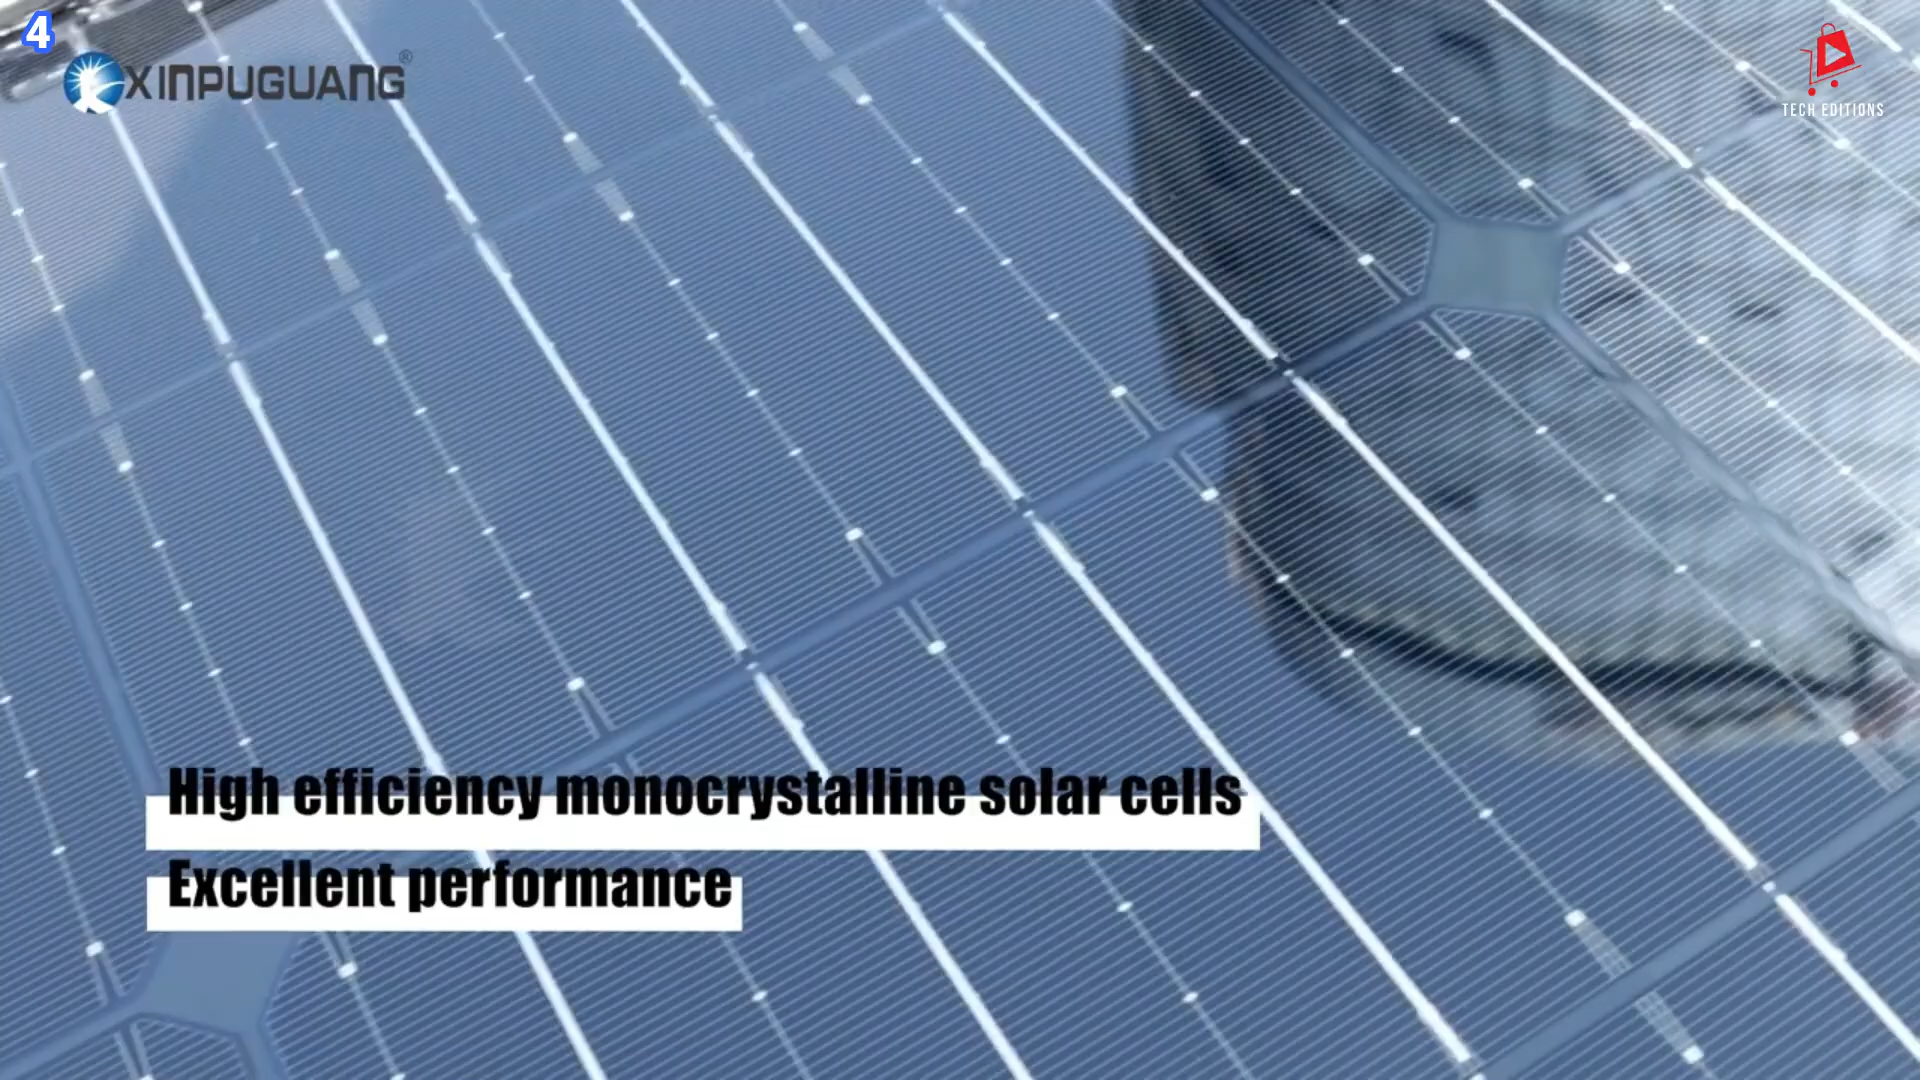 4
XINPUGUANG®
TECH EDITIONS
High efficiency monocrystalline solar cells
Excellent performance